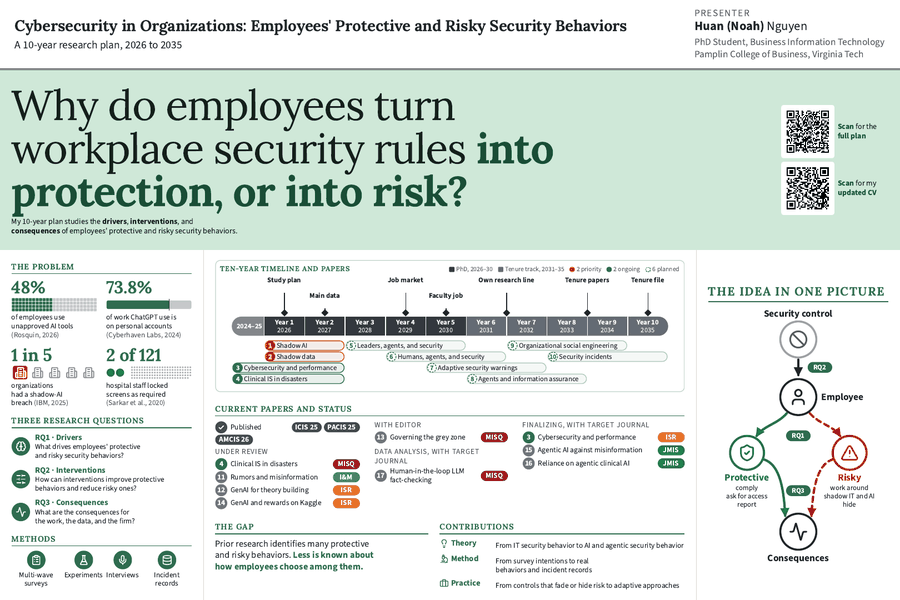 Cybersecurity in Organizations: Employees' Protective and Risky Security Behaviors
A 10-year research plan, 2026 to 2035
PRESENTER
Huan (Noah) Nguyen
PhD Student, Business Information Technology
Pamplin College of Business, Virginia Tech
Why do employees turn
workplace security rules into
protection, or into risk?
My 10-year plan studies the drivers, interventions, and
consequences of employees' protective and risky security behaviors.
Scan for the
full plan
Scan for my
updated CV
THE PROBLEM
48%
of employees use
unapproved AI tools
(Rosquin, 2026)
73.8%
of work ChatGPT use is
on personal accounts
(Cyberhaven Labs, 2024)
1 in 5
organizations
had a shadow-AI
breach (IBM, 2025)
2 of 121
hospital staff locked
screens as required
(Sarkar et al., 2020)
THREE RESEARCH QUESTIONS
RQ1 · Drivers
What drives employees' protective
and risky security behaviors?
RQ2 · Interventions
How can interventions improve protective
behaviors and reduce risky ones?
RQ3 · Consequences
What are the consequences for
the work, the data, and the firm?
METHODS
Multi-wave
surveys
Experiments
Interviews
Incident
records
TEN-YEAR TIMELINE AND PAPERS
PhD, 2026-30
Tenure track, 2031-35
2 priority
2 ongoing
6 planned
Study plan
Job market
Own research line
Tenure papers
Tenure file
Main data
Faculty job
2024-25
Year 1
2026
Year 2
2027
Year 3
2028
Year 4
2029
Year 5
2030
Year 6
2031
Year 7
2032
Year 8
2033
Year 9
2034
Year 10
2035
1 Shadow AI
5 Leaders, agents, and security
9 Organizational social engineering
2 Shadow data
6 Humans, agents, and security
10 Security incidents
3 Cybersecurity and performance
7 Adaptive security warnings
4 Clinical IS in disasters
8 Agents and information assurance
CURRENT PAPERS AND STATUS
Published
ICIS 25
PACIS 25
AMCIS 26
UNDER REVIEW
4 Clinical IS in disasters MISQ
11 Rumors and misinformation I&M
12 GenAI for theory building ISR
14 GenAI and rewards on Kaggle ISR
WITH EDITOR
13 Governing the grey zone MISQ
DATA ANALYSIS, WITH TARGET
JOURNAL
17 Human-in-the-loop LLM
fact-checking MISQ
FINALIZING, WITH TARGET JOURNAL
3 Cybersecurity and performance ISR
15 Agentic AI against misinformation JMIS
16 Reliance on agentic clinical AI JMIS
THE GAP
Prior research identifies many protective
and risky behaviors. Less is known about
how employees choose among them.
CONTRIBUTIONS
Theory From IT security behavior to AI and agentic security behavior
Method From survey intentions to real
behaviors and incident records
Practice From controls that fade or hide risk to adaptive approaches
THE IDEA IN ONE PICTURE
Security control
RQ2
Employee
RQ1
Protective
comply
ask for access
report
Risky
work around
shadow IT and AI
hide
RQ3
Consequences